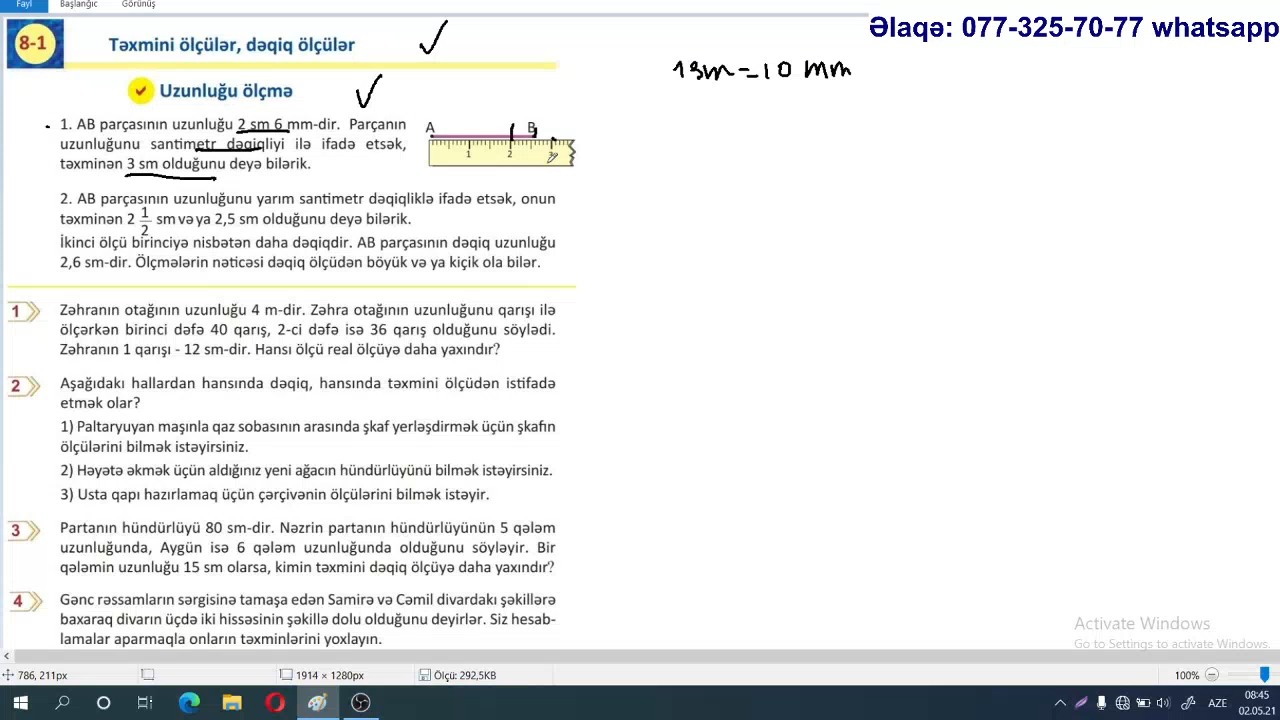 Fayl Başlanğıc Görünüş
Əlaqə: 077-325-70-77 whatsapp
8-1 Təxmini ölçülər, dəqiq ölçülər
1sm = 10 mm
Uzunluğu ölçmə
1. AB parçasının uzunluğu 2 sm 6 mm-dir. Parçanın
uzunluğunu santimetr dəqiqliyi ilə ifadə etsək,
təxminən 3 sm olduğunu deyə bilərik.
A B
1 2 3
2. AB parçasının uzunluğunu yarım santimetr dəqiqliklə ifadə etsək, onun
təxminən 2 1/2 sm və ya 2,5 sm olduğunu deyə bilərik.
İkinci ölçü birinciyə nisbətən daha dəqiqdir. AB parçasının dəqiq uzunluğu
2,6 sm-dir. Ölçmələrin nəticəsi dəqiq ölçüdən böyük və ya kiçik ola bilər.
1 Zəhranın otağının uzunluğu 4 m-dir. Zəhra otağının uzunluğunu qarışı ilə
ölçərkən birinci dəfə 40 qarış, 2-ci dəfə isə 36 qarış olduğunu söylədi.
Zəhranın 1 qarışı - 12 sm-dir. Hansı ölçü real ölçüyə daha yaxındır?
2 Aşağıdakı hallardan hansında dəqiq, hansında təxmini ölçüdən istifadə
etmək olar?
1) Paltaryuyan maşınla qaz sobasının arasında şkaf yerləşdirmək üçün şkafın
ölçülərini bilmək istəyirsiniz.
2) Həyətə əkmək üçün aldığınız yeni ağacın hündürlüyünü bilmək istəyirsiniz.
3) Usta qapı hazırlamaq üçün çərçivənin ölçülərini bilmək istəyir.
3 Partanın hündürlüyü 80 sm-dir. Nəzrin partanın hündürlüyünün 5 qələm
uzunluğunda, Aygün isə 6 qələm uzunluğunda olduğunu söyləyir. Bir
qələmin uzunluğu 15 sm olarsa, kimin təxmini dəqiq ölçüyə daha yaxındır?
4 Gənc rəssamların sərgisinə tamaşa edən Samirə və Cəmil divardakı şəkillərə
baxaraq divarın üçdə iki hissəsinin şəkillə dolu olduğunu deyirlər. Siz hesab-
lamalar aparmaqla onların təxminlərini yoxlayın.
Activate Windows
Go to Settings to activate Windows.
786, 211px 1914 × 1280px Ölçü: 292,5KB 100%
AZE 08:45
02.05.21